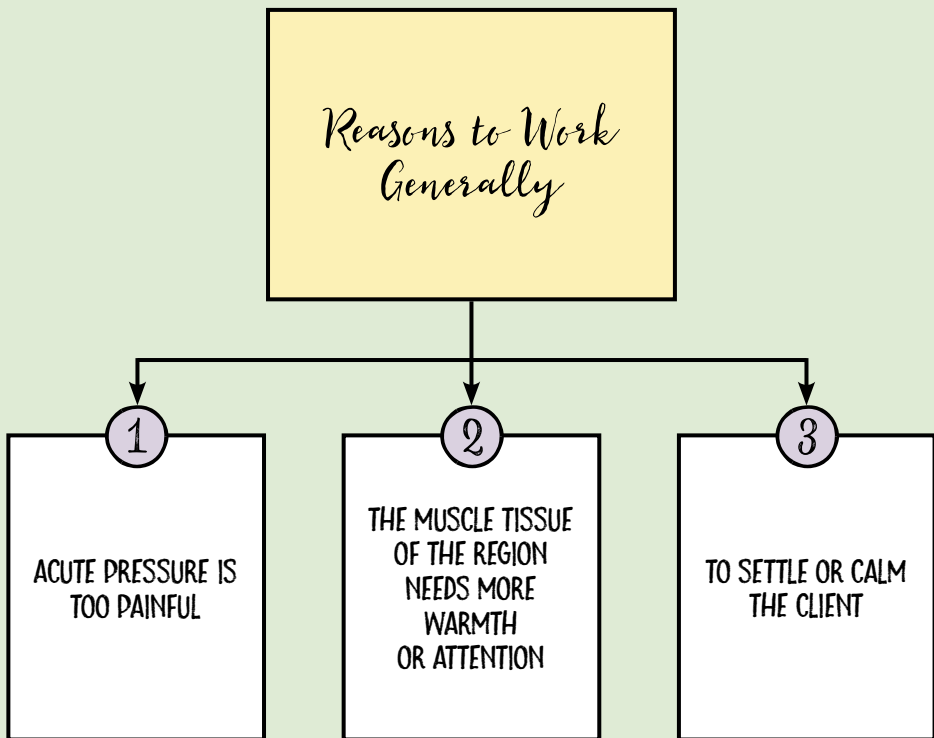 Reasons to Work
Generally
1
ACUTE PRESSURE IS
TOO PAINFUL
2
THE MUSCLE TISSUE
OF THE REGION
NEEDS MORE
WARMTH
OR ATTENTION
3
TO SETTLE OR CALM
THE CLIENT